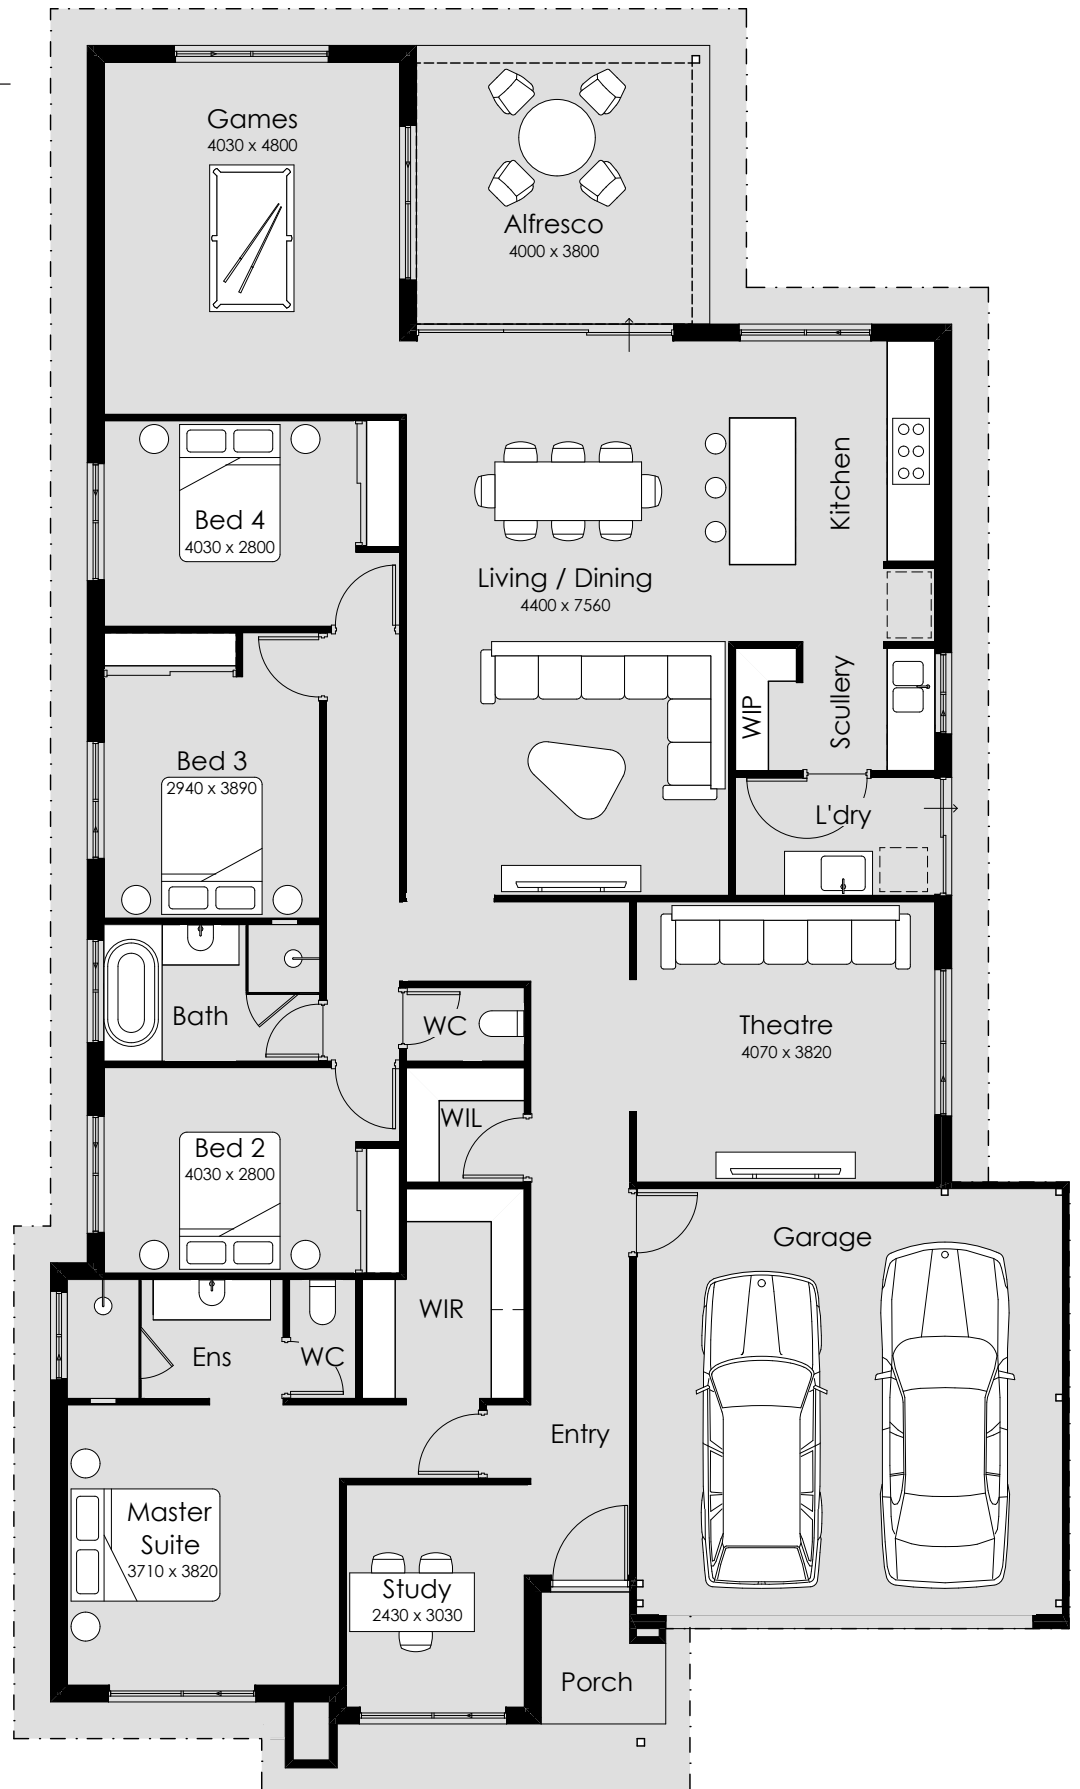 Games
4030 x 4800
Alfresco
4000 x 3800
Bed 4
4030 x 2800
Kitchen
Living / Dining
4400 x 7560
WIP
Scullery
Bed 3
2940 x 3890
L'dry
Bath
WC
Theatre
4070 x 3820
WIL
Bed 2
4030 x 2800
Garage
WIR
Ens
WC
Entry
Master
Suite
3710 x 3820
Study
2430 x 3030
Porch